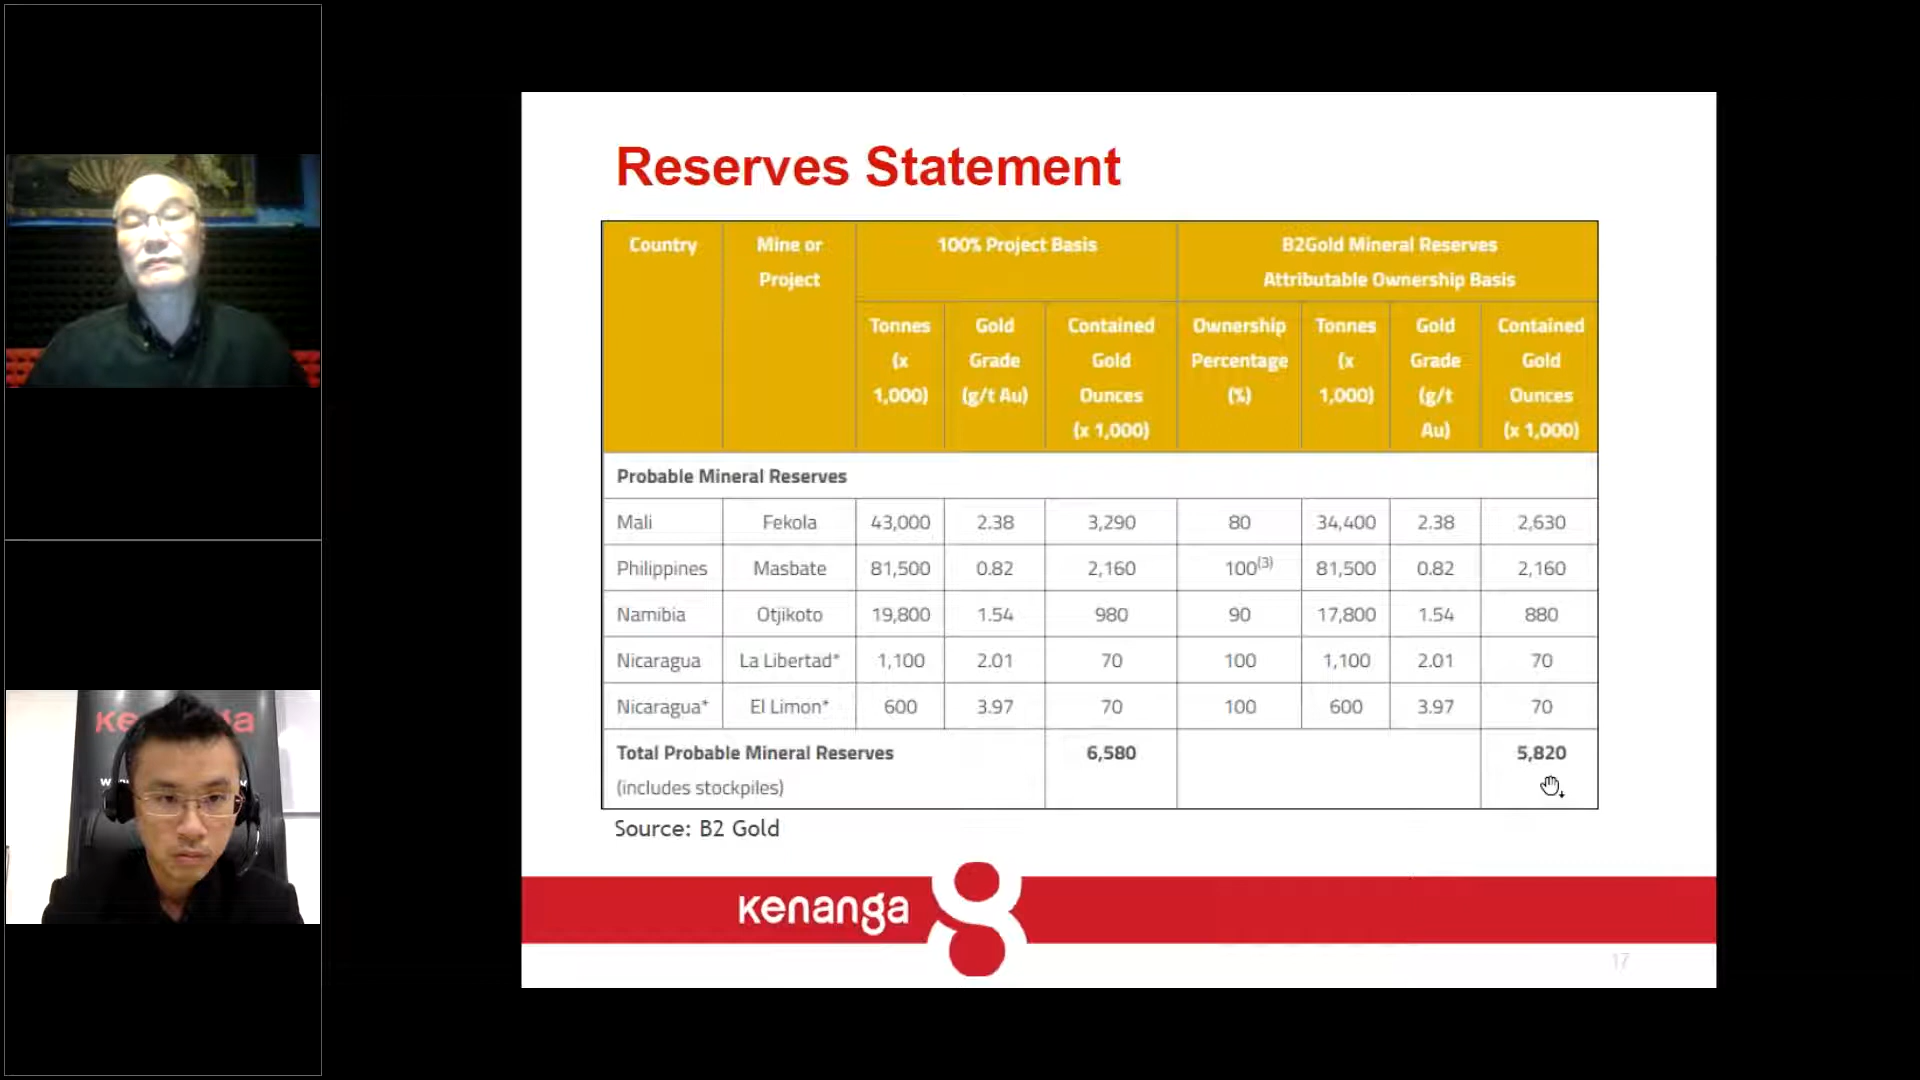 Reserves Statement
Country Mine or Project 100% Project Basis B2Gold Mineral Reserves Attributable Ownership Basis
Tonnes (x 1,000) Gold Grade (g/t Au) Contained Gold Ounces (x 1,000) Ownership Percentage (%) Tonnes (x 1,000) Gold Grade (g/t Au) Contained Gold Ounces (x 1,000)
Probable Mineral Reserves
Mali Fekola 43,000 2.38 3,290 80 34,400 2.38 2,630
Philippines Masbate 81,500 0.82 2,160 100(3) 81,500 0.82 2,160
Namibia Otjikoto 19,800 1.54 980 90 17,800 1.54 880
Nicaragua La Libertad* 1,100 2.01 70 100 1,100 2.01 70
Nicaragua* El Limon* 600 3.97 70 100 600 3.97 70
Total Probable Mineral Reserves 6,580 5,820
(includes stockpiles)
Source: B2 Gold
kenanga
17